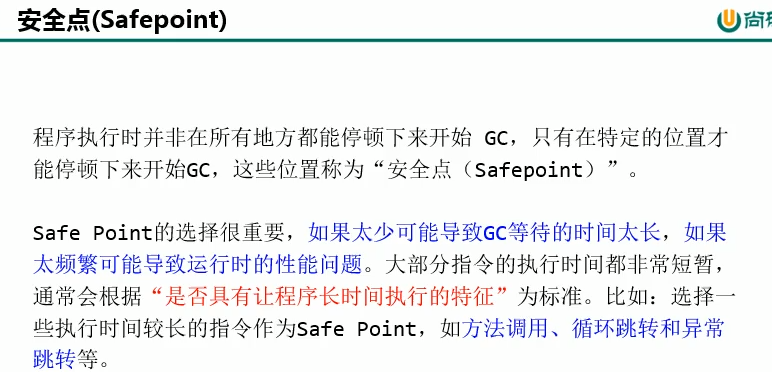 安全点(Safepoint)
程序执行时并非在所有地方都能停顿下来开始 GC，只有在特定的位置才
能停顿下来开始GC，这些位置称为“安全点（Safepoint）”。
Safe Point的选择很重要，如果太少可能导致GC等待的时间太长，如果
太频繁可能导致运行时的性能问题。大部分指令的执行时间都非常短暂，
通常会根据“是否具有让程序长时间执行的特征”为标准。比如：选择一
些执行时间较长的指令作为Safe Point，如方法调用、循环跳转和异常
跳转等。